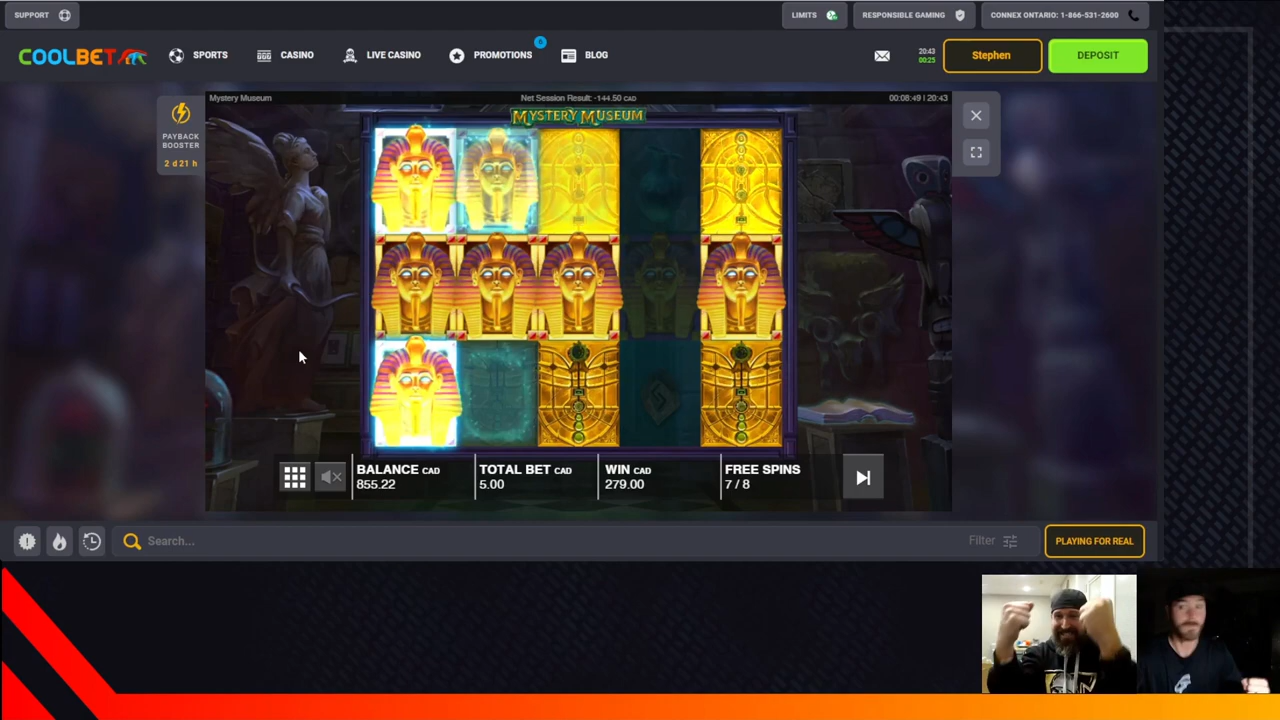 SUPPORT
LIMITS
RESPONSIBLE GAMING
CONNEX ONTARIO: 1-866-531-2600
COOLBET
SPORTS
CASINO
LIVE CASINO
PROMOTIONS
BLOG
20:43
00:25
Stephen
DEPOSIT
Mystery Museum
Net Session Result: -144.50 CAD
00:08:49 | 20:43
MYSTERY MUSEUM
PAYBACK
BOOSTER
2 d 21 h
BALANCE CAD
855.22
TOTAL BET CAD
5.00
WIN CAD
279.00
FREE SPINS
7 / 8
Search...
Filter
PLAYING FOR REAL